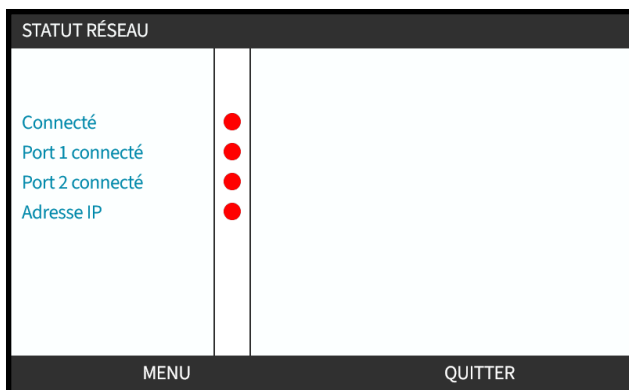 STATUT RÉSEAU
Connecté
Port 1 connecté
Port 2 connecté
Adresse IP
MENU
QUITTER